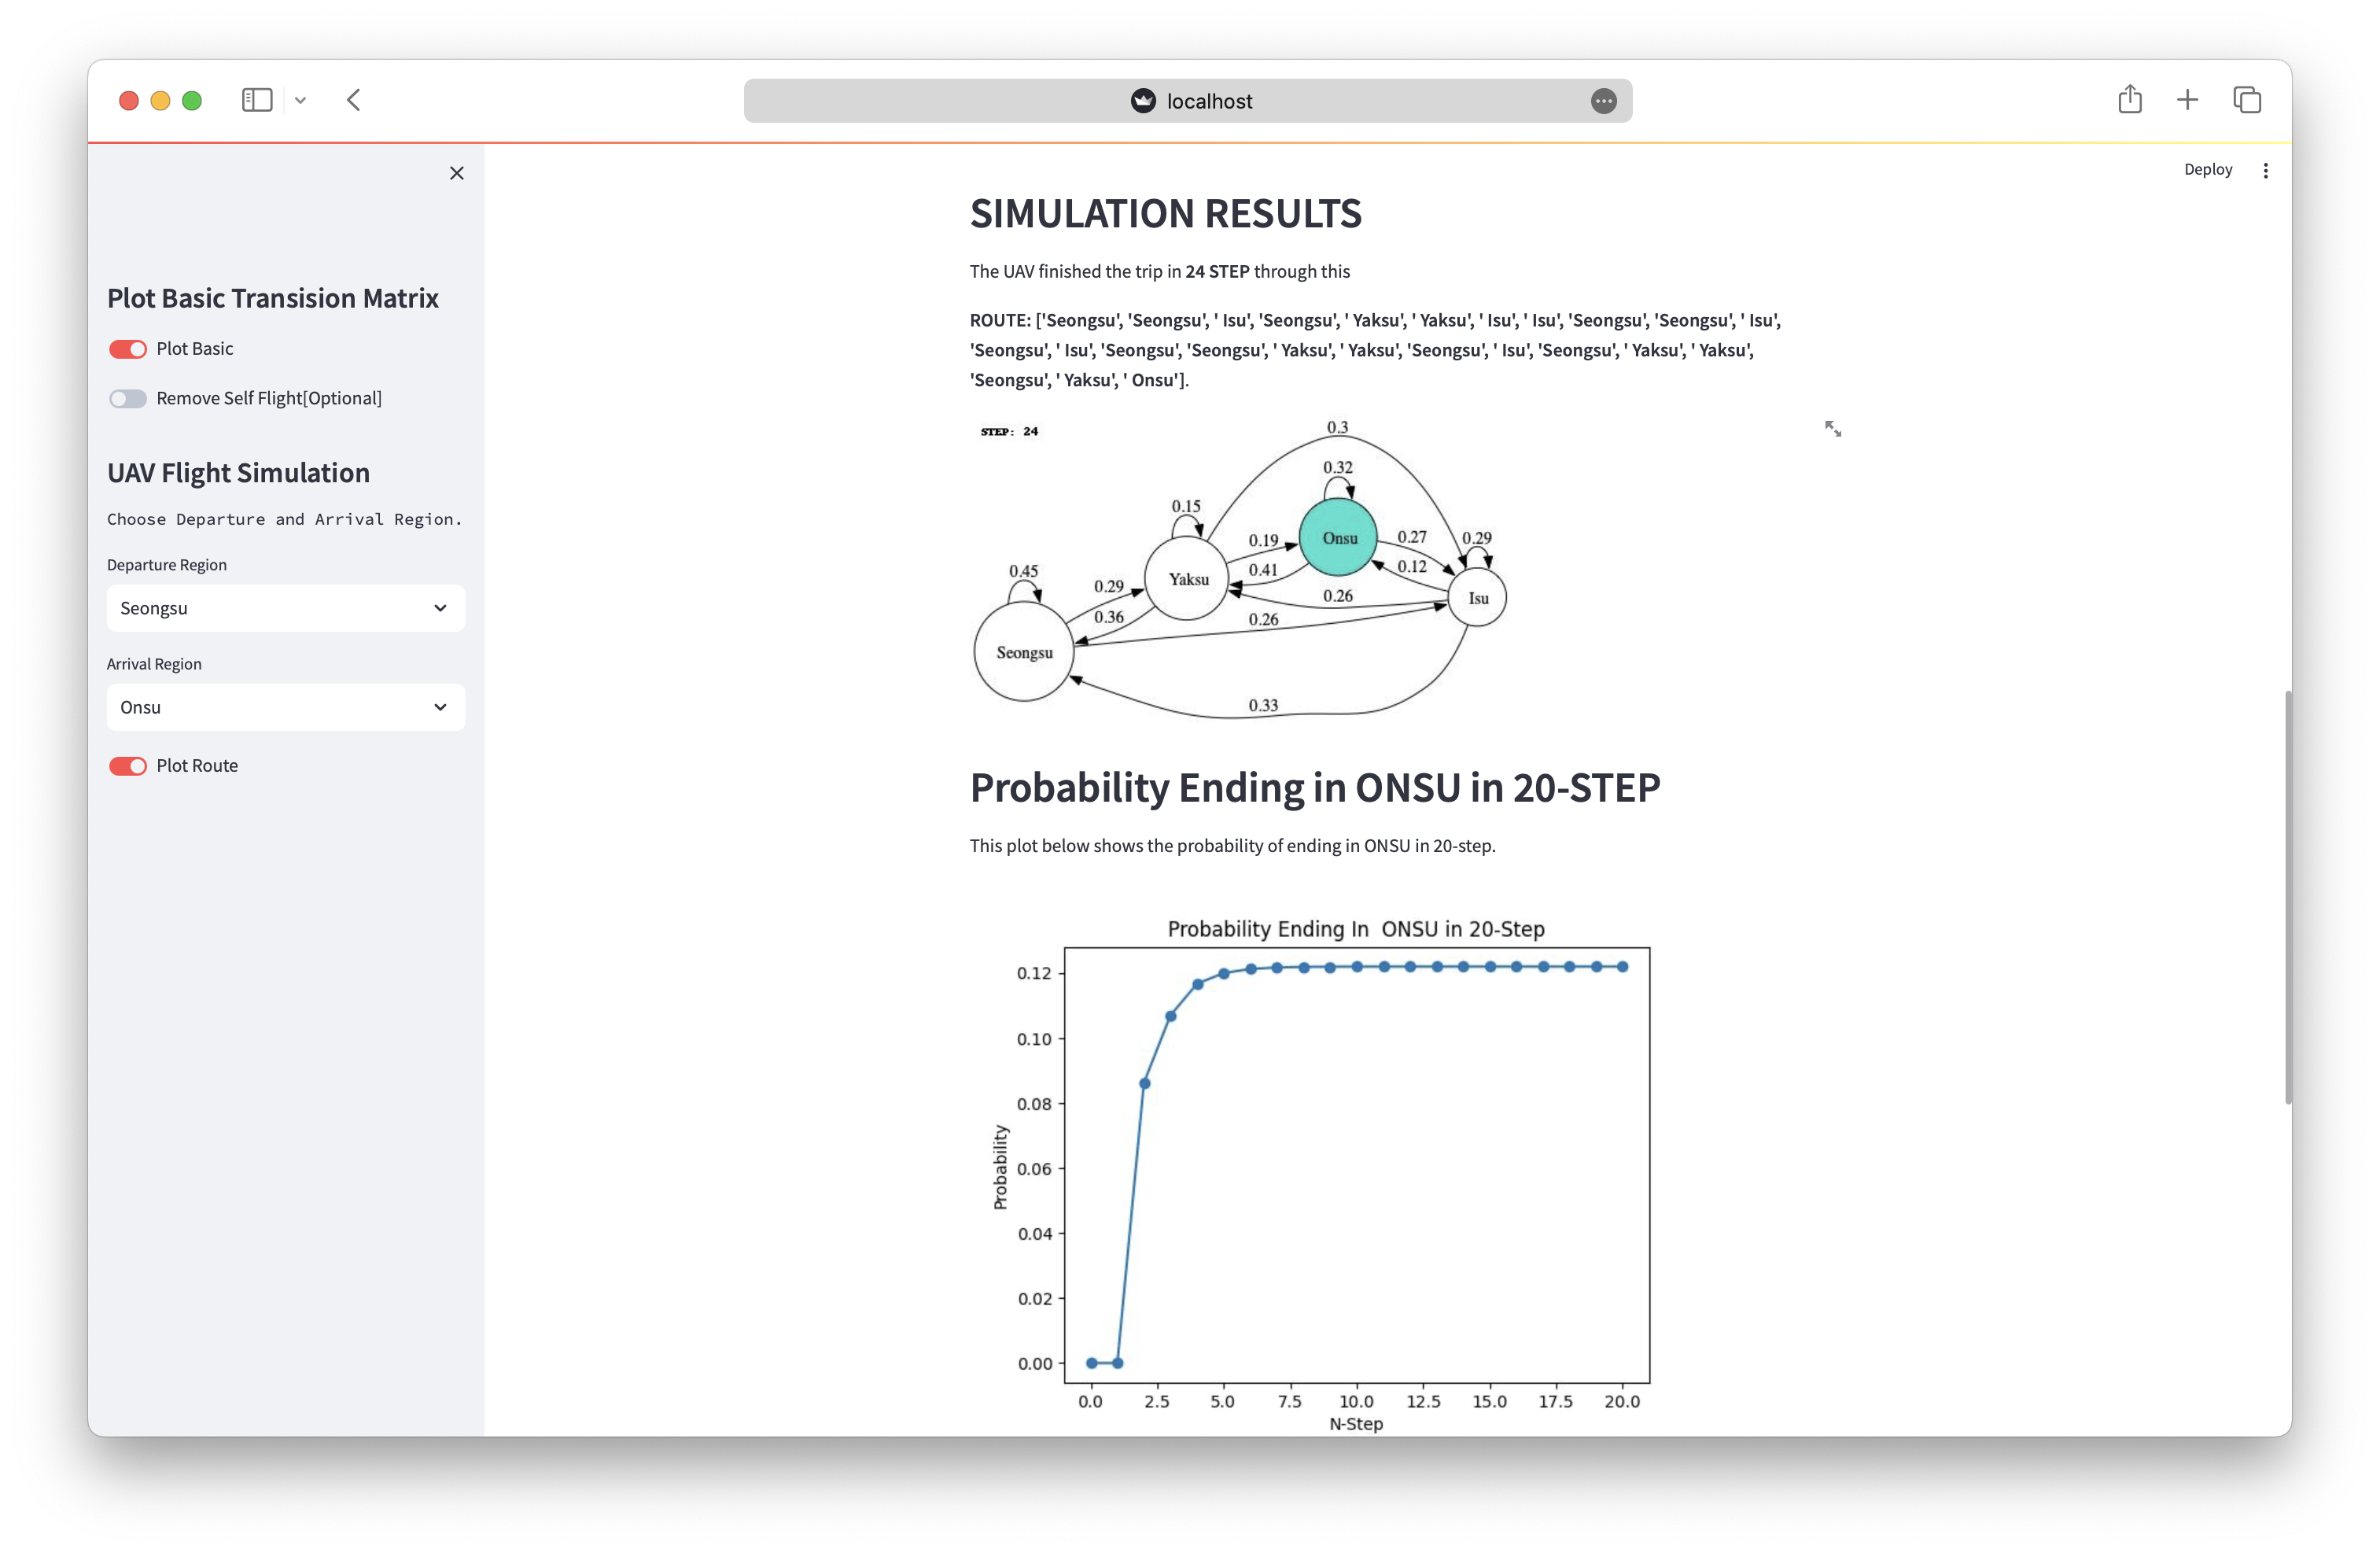 localhost
Deploy
Plot Basic Transision Matrix
Plot Basic
Remove Self Flight[Optional]
UAV Flight Simulation
Choose Departure and Arrival Region.
Departure Region
Seongsu
Arrival Region
Onsu
Plot Route
SIMULATION RESULTS
The UAV finished the trip in 24 STEP through this
ROUTE: ['Seongsu', 'Seongsu', ' Isu', 'Seongsu', ' Yaksu', ' Yaksu', ' Isu', ' Isu', 'Seongsu', 'Seongsu', ' Isu',
'Seongsu', ' Isu', 'Seongsu', 'Seongsu', ' Yaksu', ' Yaksu', 'Seongsu', ' Isu', 'Seongsu', ' Yaksu', ' Yaksu',
'Seongsu', ' Yaksu', ' Onsu'].
STEP: 24
0.3
0.32
0.15
Onsu
0.19
0.27
0.29
0.41
0.12
0.45
Yaksu
0.29
0.26
Isu
0.36
0.26
Seongsu
0.33
Probability Ending in ONSU in 20-STEP
This plot below shows the probability of ending in ONSU in 20-step.
Probability Ending In  ONSU in 20-Step
0.12
0.10
0.08
0.06
0.04
0.02
0.00
Probability
0.0 2.5 5.0 7.5 10.0 12.5 15.0 17.5 20.0
N-Step